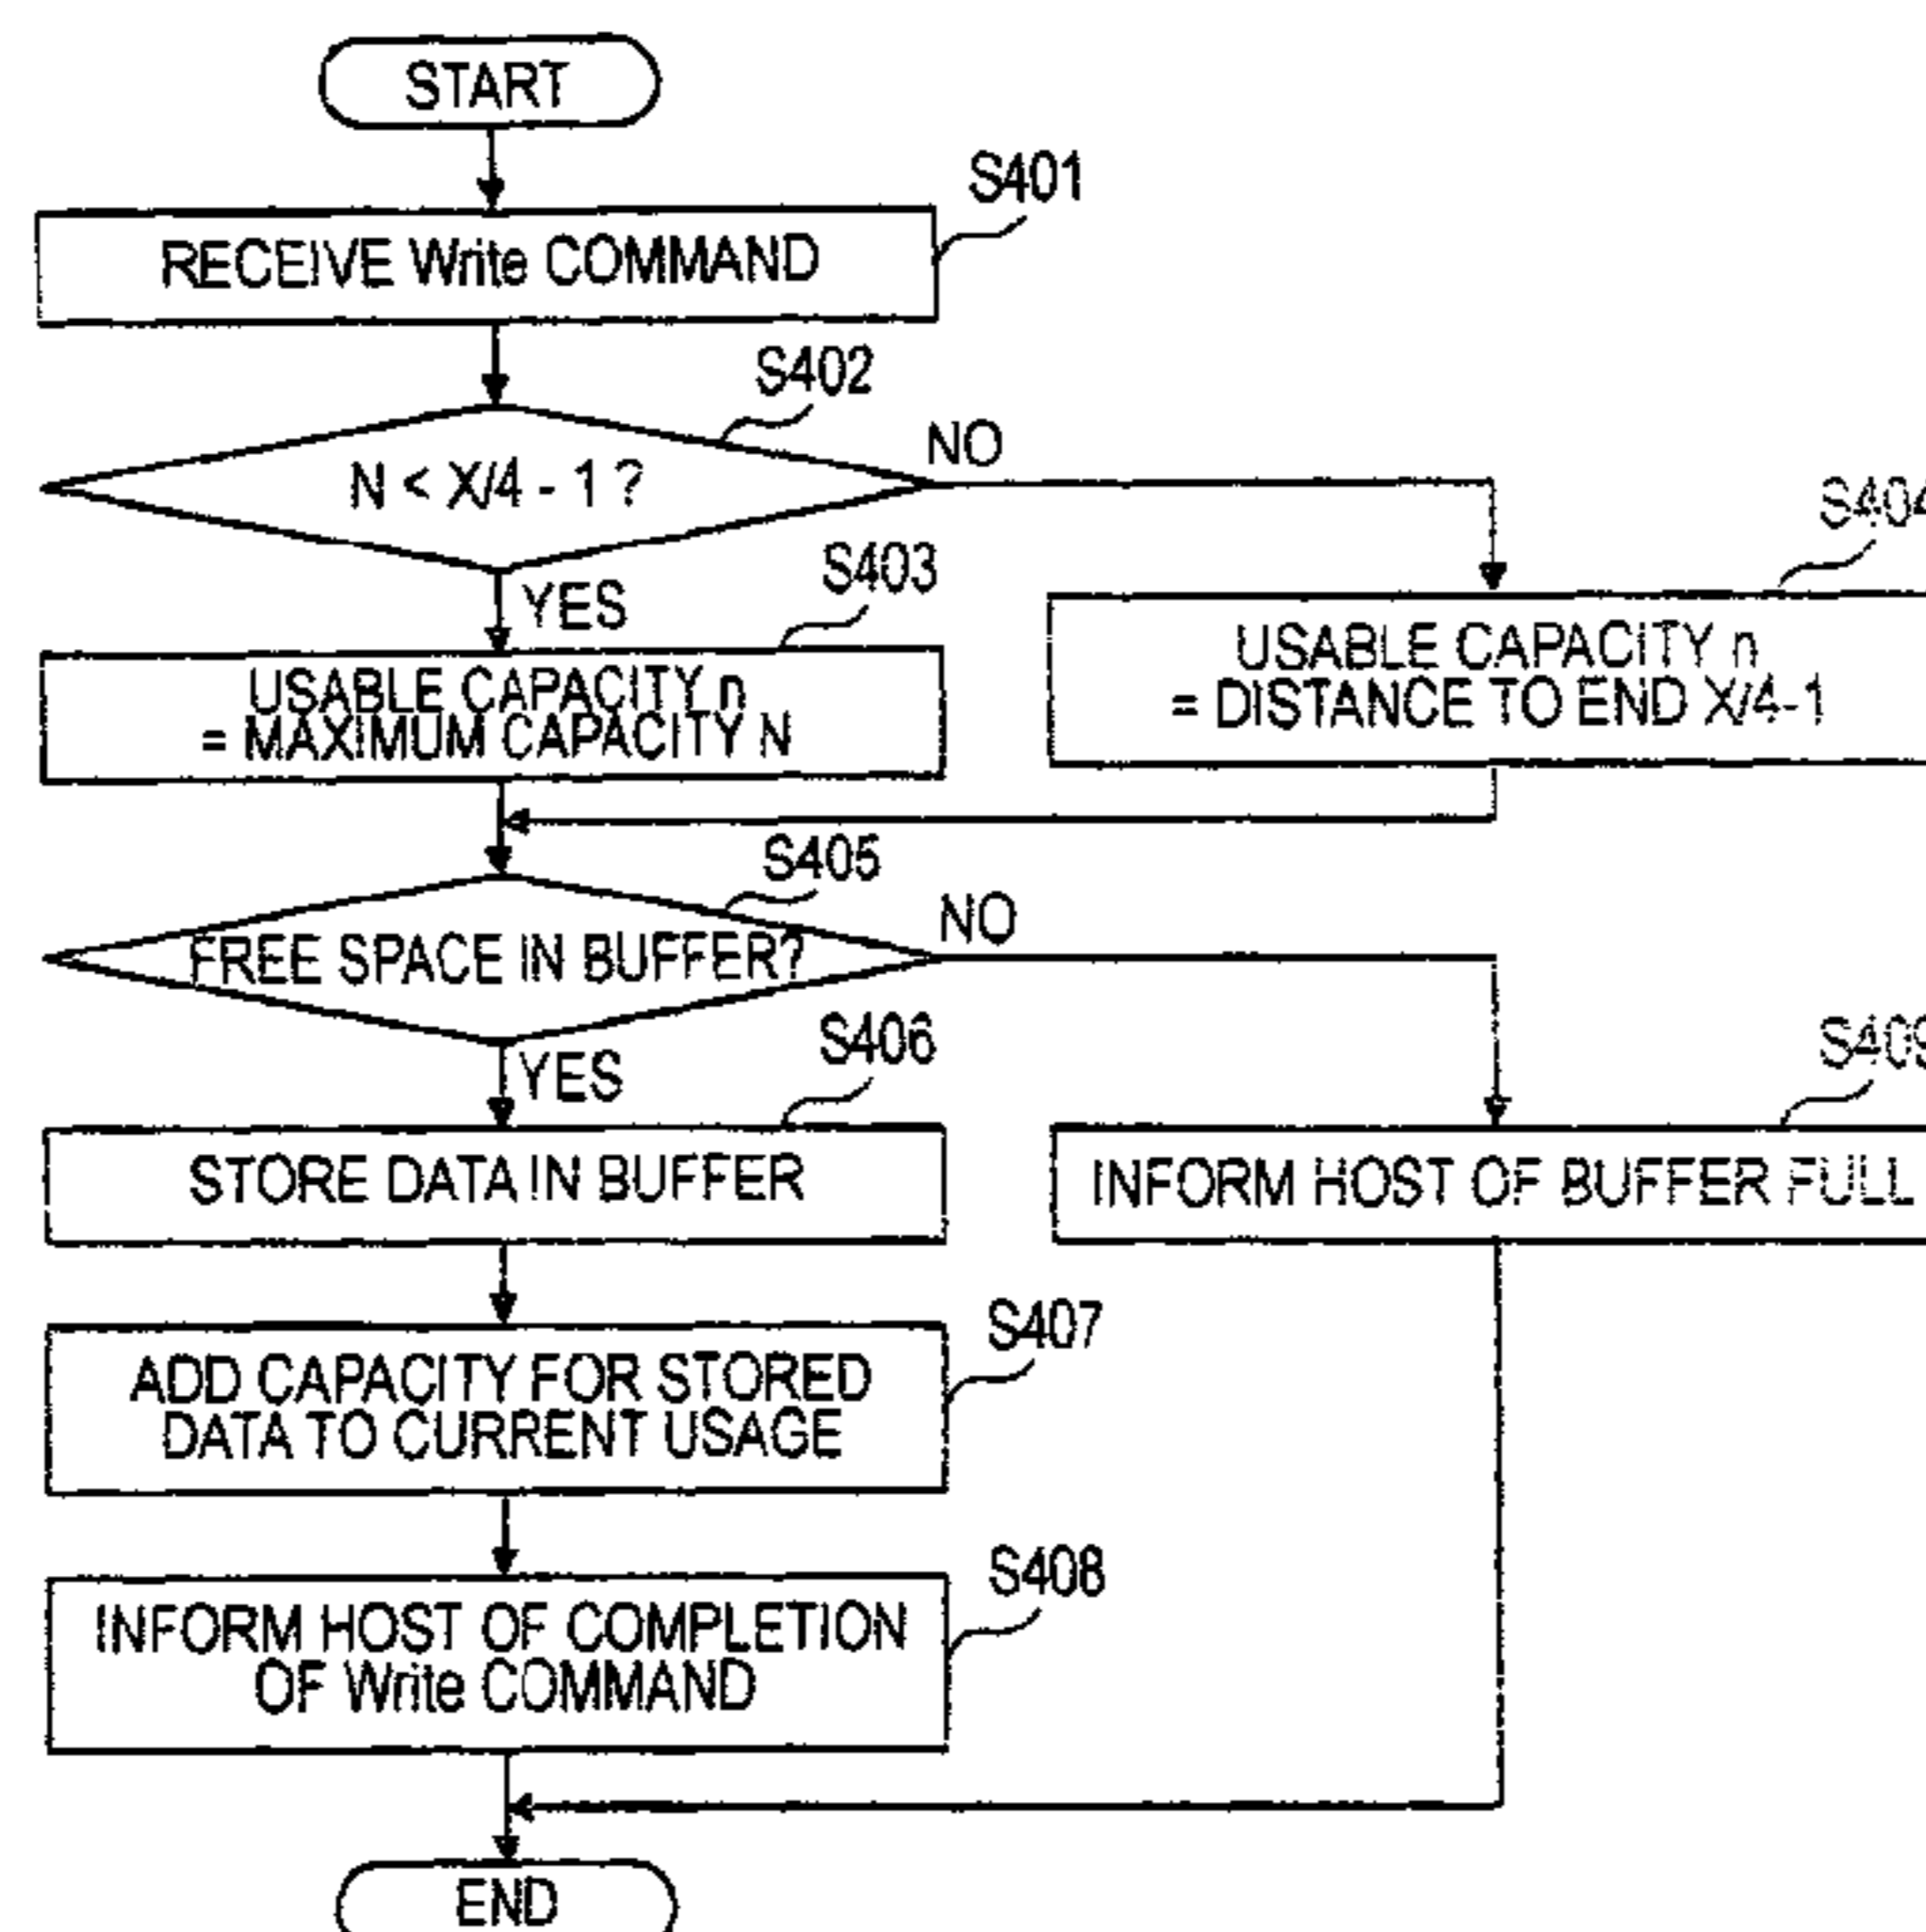 START
S401
RECEIVE Write COMMAND
S402
N < X/4 - 1 ?
NO
S404
YES
S403
USABLE CAPACITY n
= MAXIMUM CAPACITY N
USABLE CAPACITY n
= DISTANCE TO END X/4-1
S405
FREE SPACE IN BUFFER?
NO
YES
S406
S409
STORE DATA IN BUFFER
INFORM HOST OF BUFFER FULL
S407
ADD CAPACITY FOR STORED
DATA TO CURRENT USAGE
S408
INFORM HOST OF COMPLETION
OF Write COMMAND
END